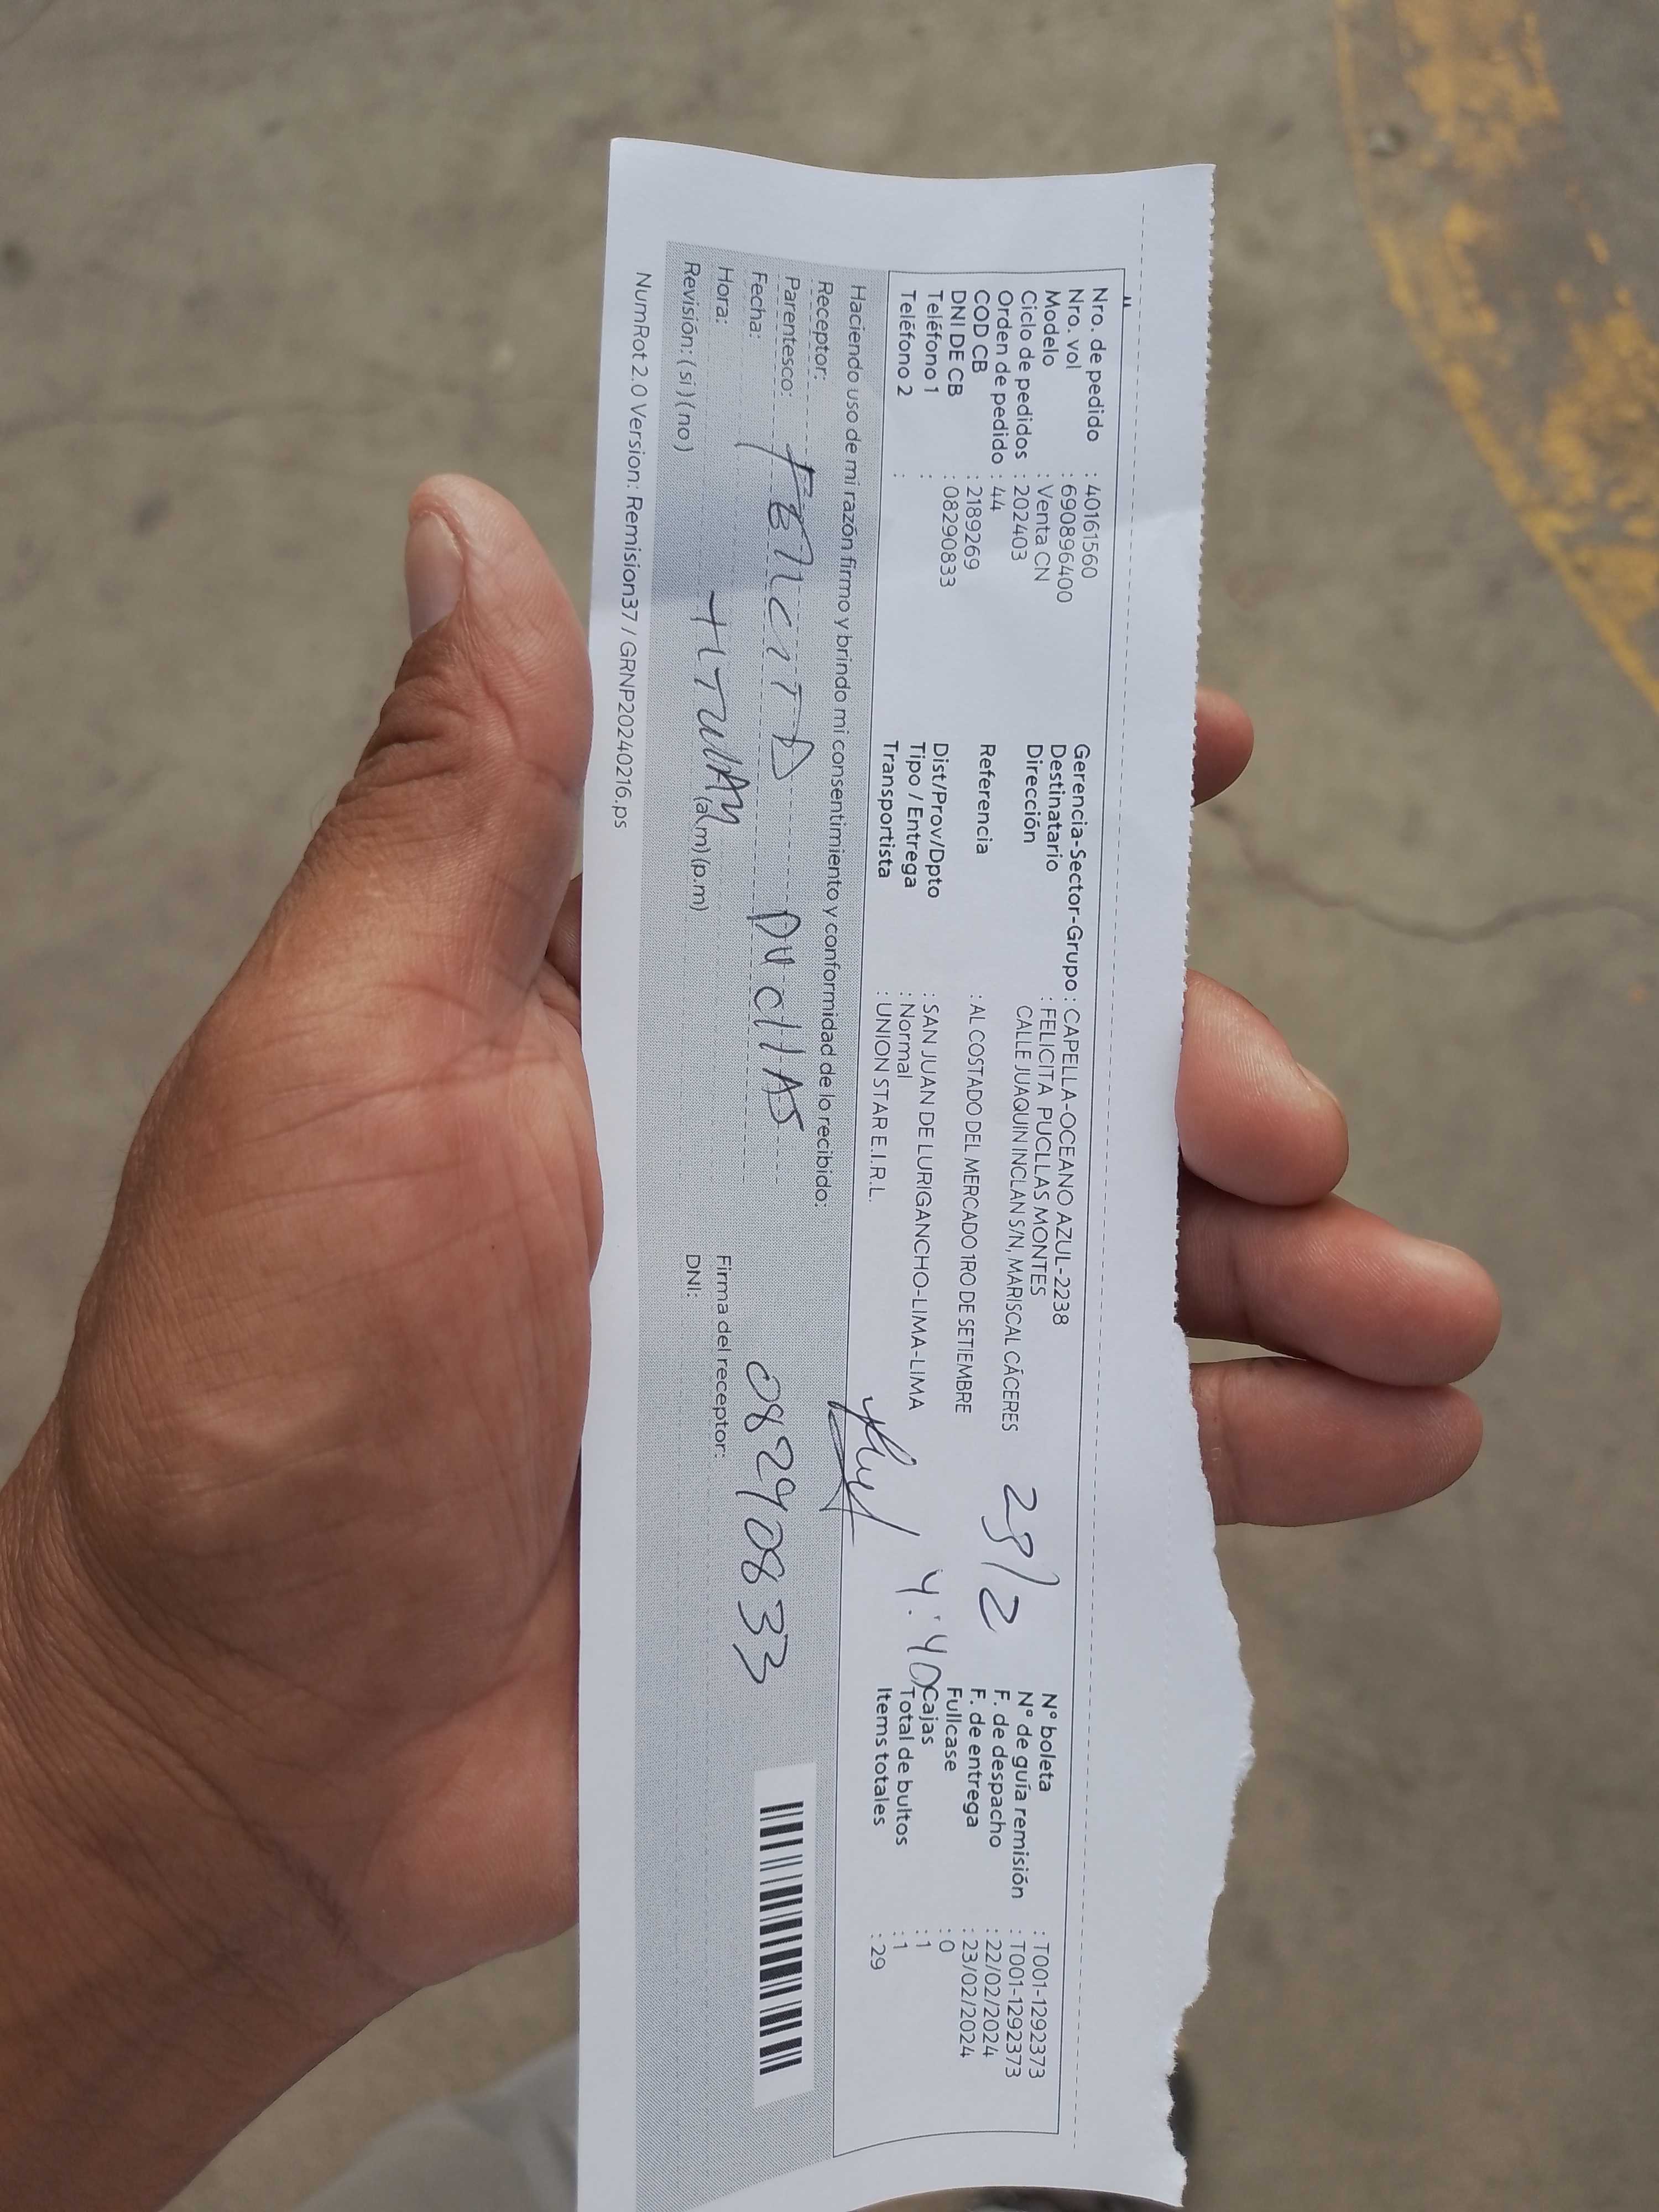 Nro. de pedido : 40161560
Nro. vol : 690896400
Modelo : Venta CN
Ciclo de pedidos : 202403
Orden de pedido : 44
COD CB : 2189269
DNI DE CB : 08290833
Teléfono 1 :
Teléfono 2 :
Gerencia-Sector-Grupo : CAPELLA-OCEANO AZUL-2238
Destinatario : FELICITA PUCLLAS MONTES
Dirección CALLE JUAQUIN INCLAN S/N, MARISCAL CÁCERES
Referencia : AL COSTADO DEL MERCADO 1RO DE SETIEMBRE
Dist/Prov/Dpto : SAN JUAN DE LURIGANCHO-LIMA-LIMA
Tipo / Entrega : Normal
Transportista : UNION STAR E.I.R.L.
4:40
N° boleta : T001-1292373
N° de guía remisión : T001-1292373
F. de despacho : 22/02/2024
F. de entrega : 23/02/2024
Fullcase : 0
Cajas : 1
Total de bultos : 1
Items totales : 29
Haciendo uso de mi razón firmo y brindo mi consentimiento y conformidad de lo recibido:
Receptor:
Parentesco: Felicita Pucllas
Fecha:
Hora: titular (a.m) (p.m)
Revisión: ( si ) ( no )
08290833
Firma del receptor:
DNI:
NumRot 2.0 Version: Remision37 / GRNP20240216.ps